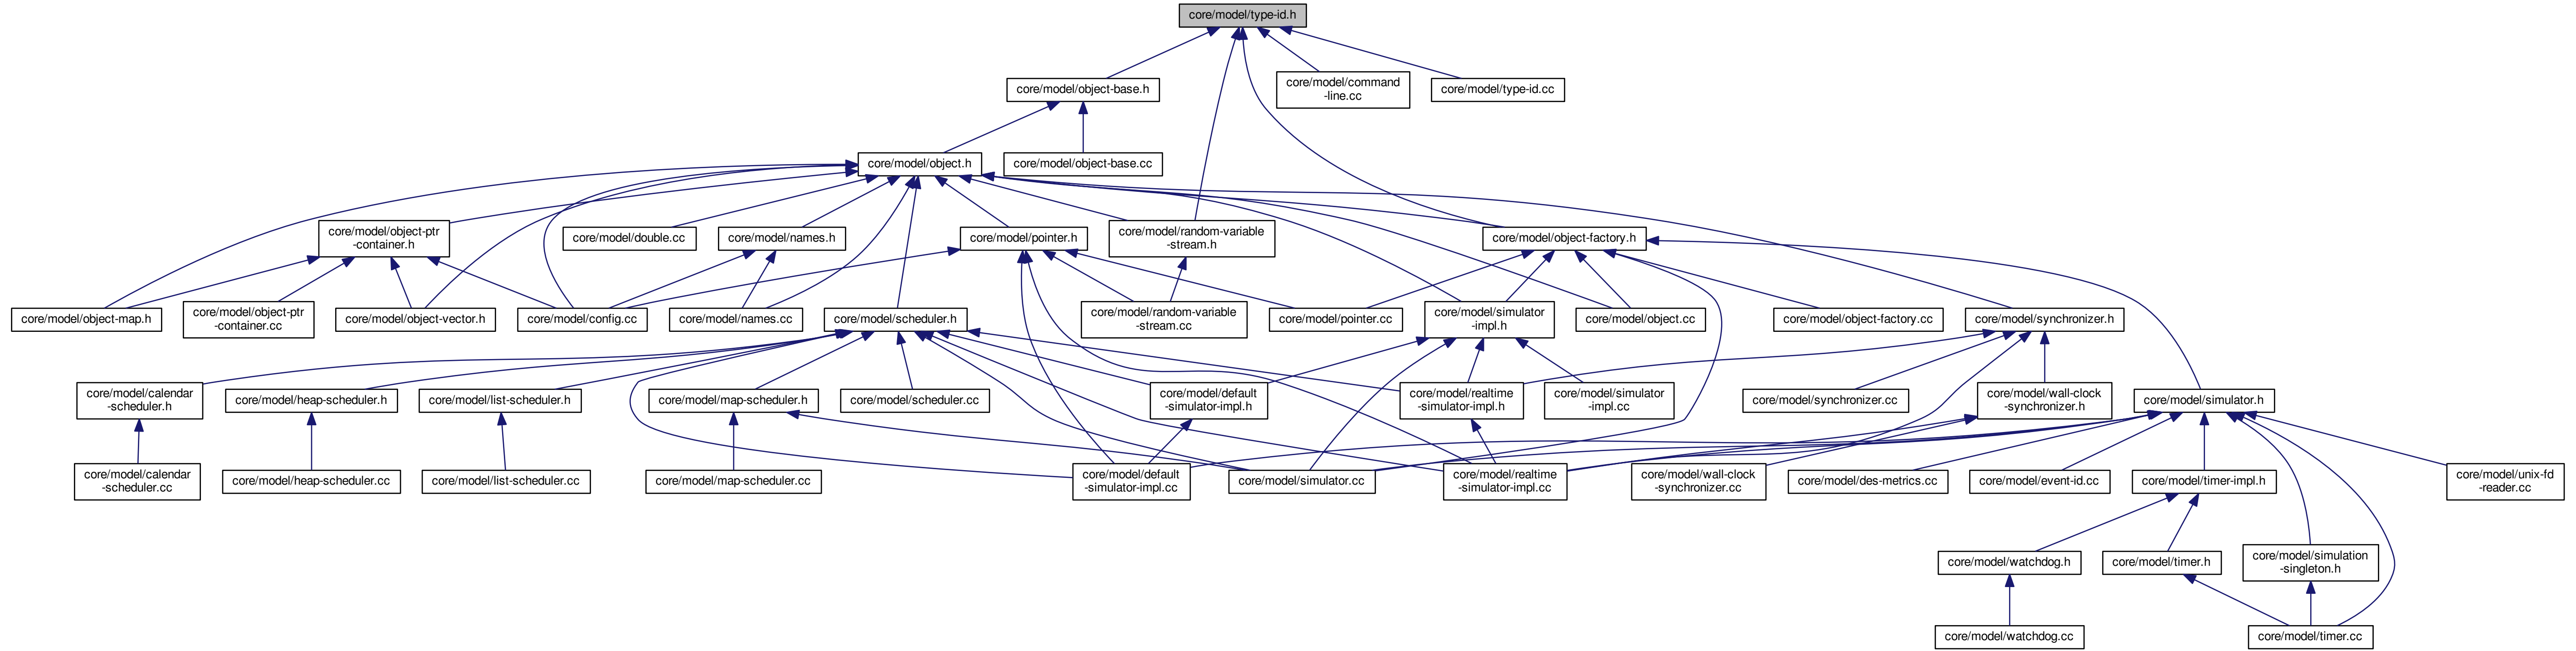 core/model/type-id.h
core/model/object-base.h
core/model/command
-line.cc
core/model/type-id.cc
core/model/object.h
core/model/object-base.cc
core/model/object-ptr
-container.h
core/model/double.cc
core/model/names.h
core/model/pointer.h
core/model/random-variable
-stream.h
core/model/object-factory.h
core/model/object-map.h
core/model/object-ptr
-container.cc
core/model/object-vector.h
core/model/config.cc
core/model/names.cc
core/model/scheduler.h
core/model/random-variable
-stream.cc
core/model/pointer.cc
core/model/simulator
-impl.h
core/model/object.cc
core/model/object-factory.cc
core/model/synchronizer.h
core/model/calendar
-scheduler.h
core/model/heap-scheduler.h
core/model/list-scheduler.h
core/model/map-scheduler.h
core/model/scheduler.cc
core/model/default
-simulator-impl.h
core/model/realtime
-simulator-impl.h
core/model/simulator
-impl.cc
core/model/synchronizer.cc
core/model/wall-clock
-synchronizer.h
core/model/simulator.h
core/model/calendar
-scheduler.cc
core/model/heap-scheduler.cc
core/model/list-scheduler.cc
core/model/map-scheduler.cc
core/model/default
-simulator-impl.cc
core/model/simulator.cc
core/model/realtime
-simulator-impl.cc
core/model/wall-clock
-synchronizer.cc
core/model/des-metrics.cc
core/model/event-id.cc
core/model/timer-impl.h
core/model/unix-fd
-reader.cc
core/model/watchdog.h
core/model/timer.h
core/model/simulation
-singleton.h
core/model/watchdog.cc
core/model/timer.cc